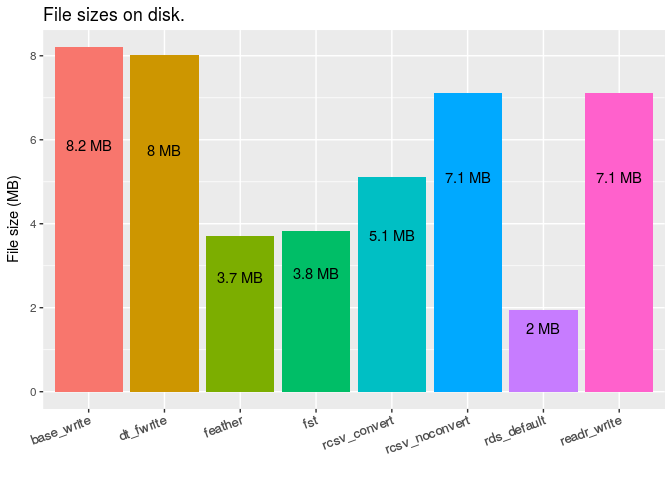 File sizes on disk.
File size (MB)
8
6
4
2
0
8.2 MB
8 MB
3.7 MB
3.8 MB
5.1 MB
7.1 MB
2 MB
7.1 MB
base_write
dt_fwrite
feather
fst
rcsv_convert
rcsv_noconvert
rds_default
readr_write